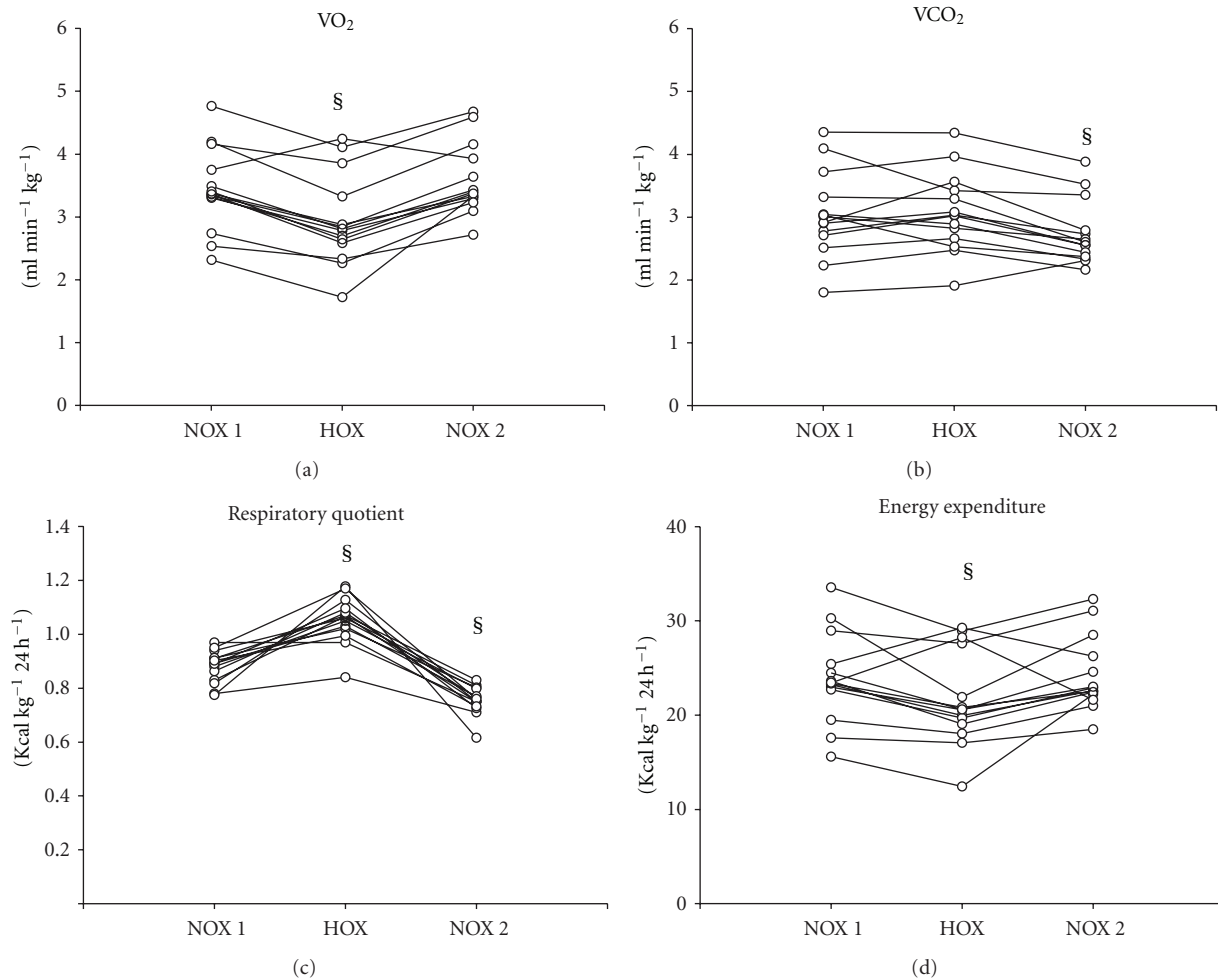 VO₂
6
5
§
4
3
2
1
0
(ml min⁻¹ kg⁻¹)
NOX 1 HOX NOX 2
(a)
VCO₂
6
5
§
4
3
2
1
0
(ml min⁻¹ kg⁻¹)
NOX 1 HOX NOX 2
(b)
Respiratory quotient
1.4
§
1.2
§
1.0
0.8
0.6
0.4
0.2
(Kcal kg⁻¹ 24 h⁻¹)
NOX 1 HOX NOX 2
(c)
Energy expenditure
40
§
30
20
10
0
(Kcal kg⁻¹ 24 h⁻¹)
NOX 1 HOX NOX 2
(d)